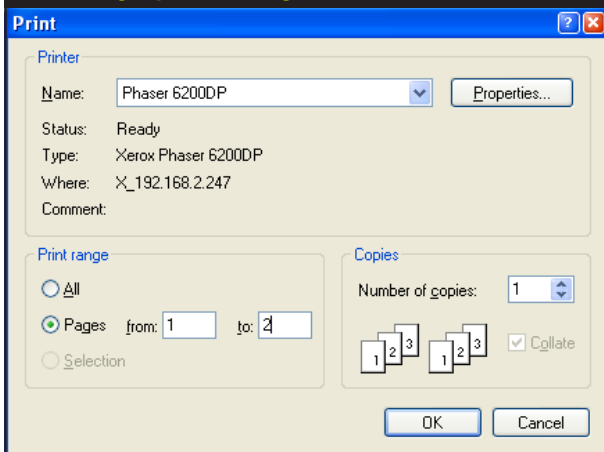 Print
Printer
Name: Phaser 6200DP Properties...
Status: Ready
Type: Xerox Phaser 6200DP
Where: X_192.168.2.247
Comment:
Print range
All
Pages from: 1 to: 2
Selection
Copies
Number of copies: 1
1 2 3 1 2 3
Collate
OK Cancel